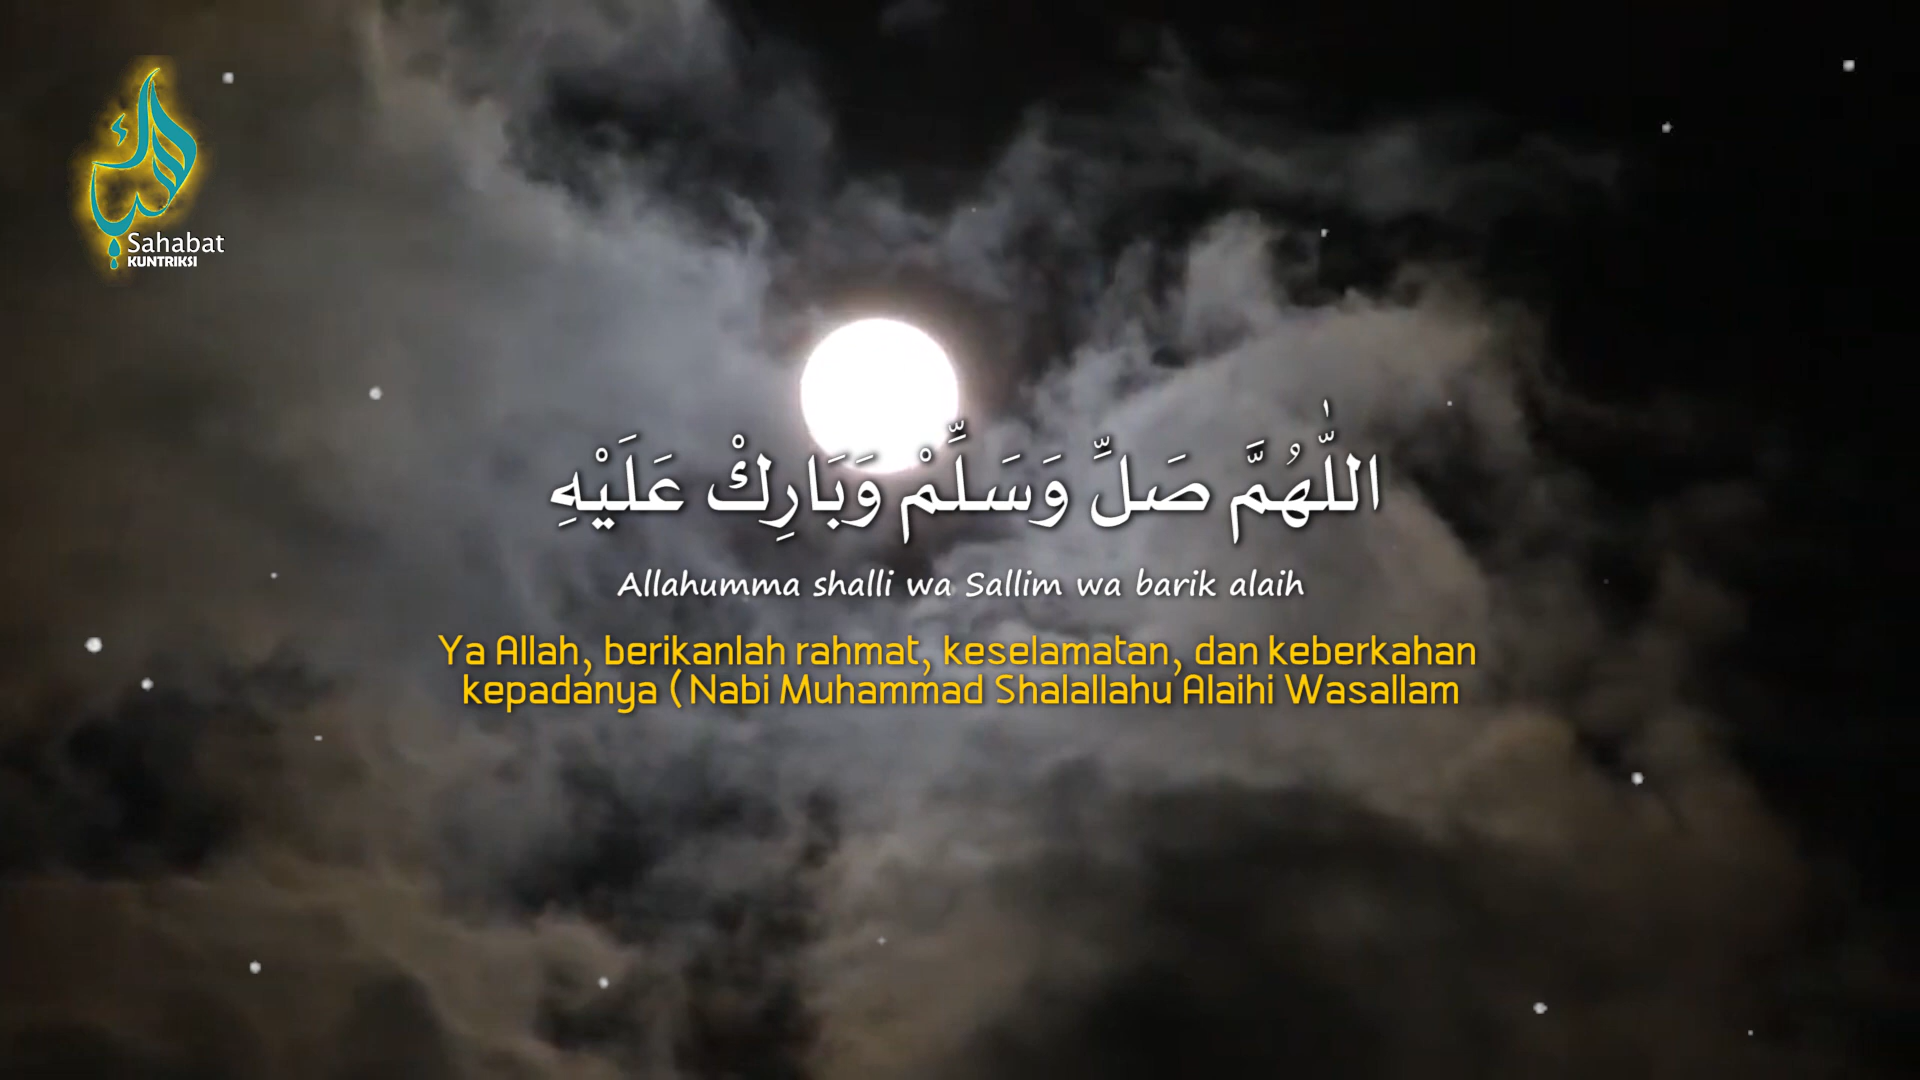 Sahabat
KUNTRIKSI
اللّٰهُمَّ صَلِّ وَسَلِّمْ وَبَارِكْ عَلَيْهِ
Allahumma shalli wa Sallim wa barik alaih
Ya Allah, berikanlah rahmat, keselamatan, dan keberkahan
kepadanya (Nabi Muhammad Shalallahu Alaihi Wasallam